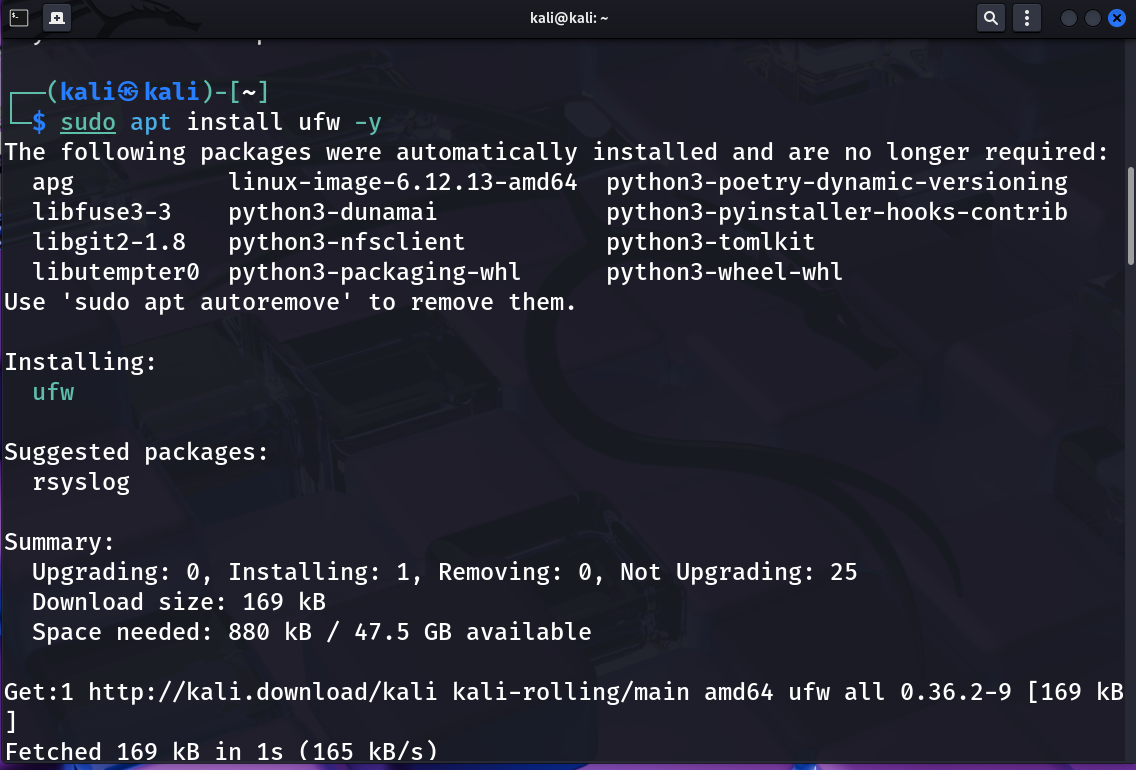 kali@kali: ~
┌──(kali㉿kali)-[~]
└─$ sudo apt install ufw -y
The following packages were automatically installed and are no longer required:
  apg           linux-image-6.12.13-amd64  python3-poetry-dynamic-versioning
  libfuse3-3    python3-dunamai            python3-pyinstaller-hooks-contrib
  libgit2-1.8   python3-nfsclient          python3-tomlkit
  libutempter0  python3-packaging-whl      python3-wheel-whl
Use 'sudo apt autoremove' to remove them.
Installing:
  ufw
Suggested packages:
  rsyslog
Summary:
  Upgrading: 0, Installing: 1, Removing: 0, Not Upgrading: 25
  Download size: 169 kB
  Space needed: 880 kB / 47.5 GB available
Get:1 http://kali.download/kali kali-rolling/main amd64 ufw all 0.36.2-9 [169 kB
]
Fetched 169 kB in 1s (165 kB/s)